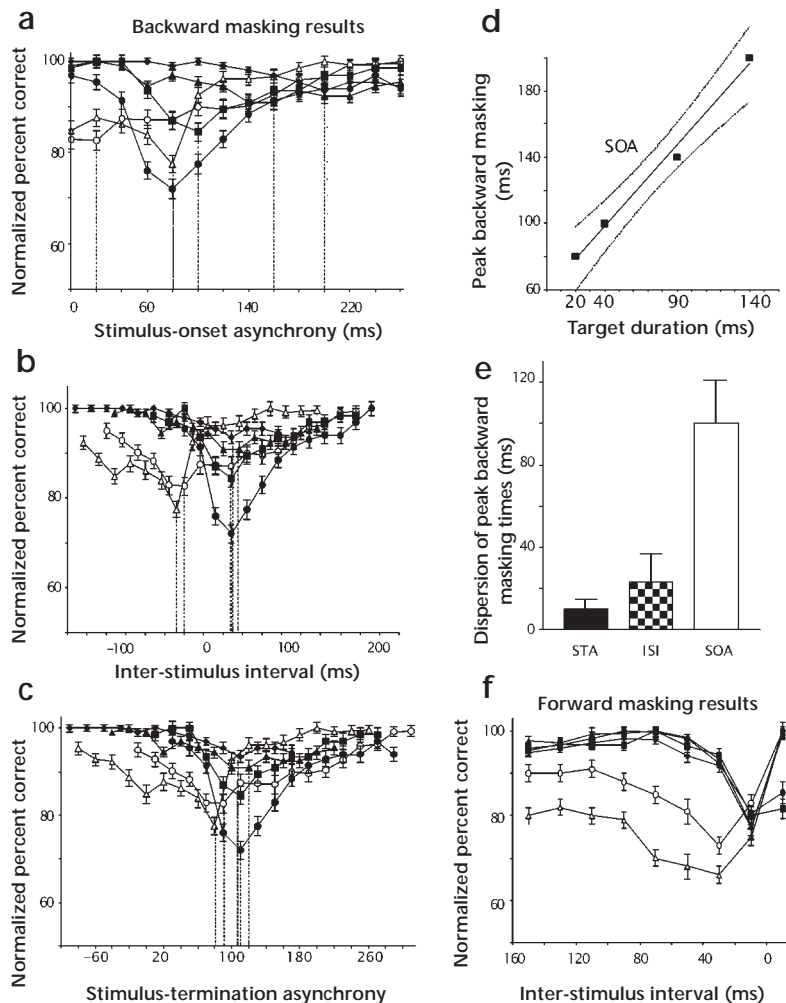 a
Backward masking results
Normalized percent correct
100
80
60
0 60 140 220
Stimulus-onset asynchrony (ms)
b
Normalized percent correct
100
80
60
−100 0 100 200
Inter-stimulus interval (ms)
c
Normalized percent correct
100
80
60
−60 20 100 180 260
Stimulus-termination asynchrony
d
Peak backward masking
(ms)
180
140
100
60
SOA
20 40 90 140
Target duration (ms)
e
Dispersion of peak backward
masking times (ms)
120
80
40
0
STA ISI SOA
f
Forward masking results
Normalized percent correct
100
80
60
160 120 80 40 0
Inter-stimulus interval (ms)